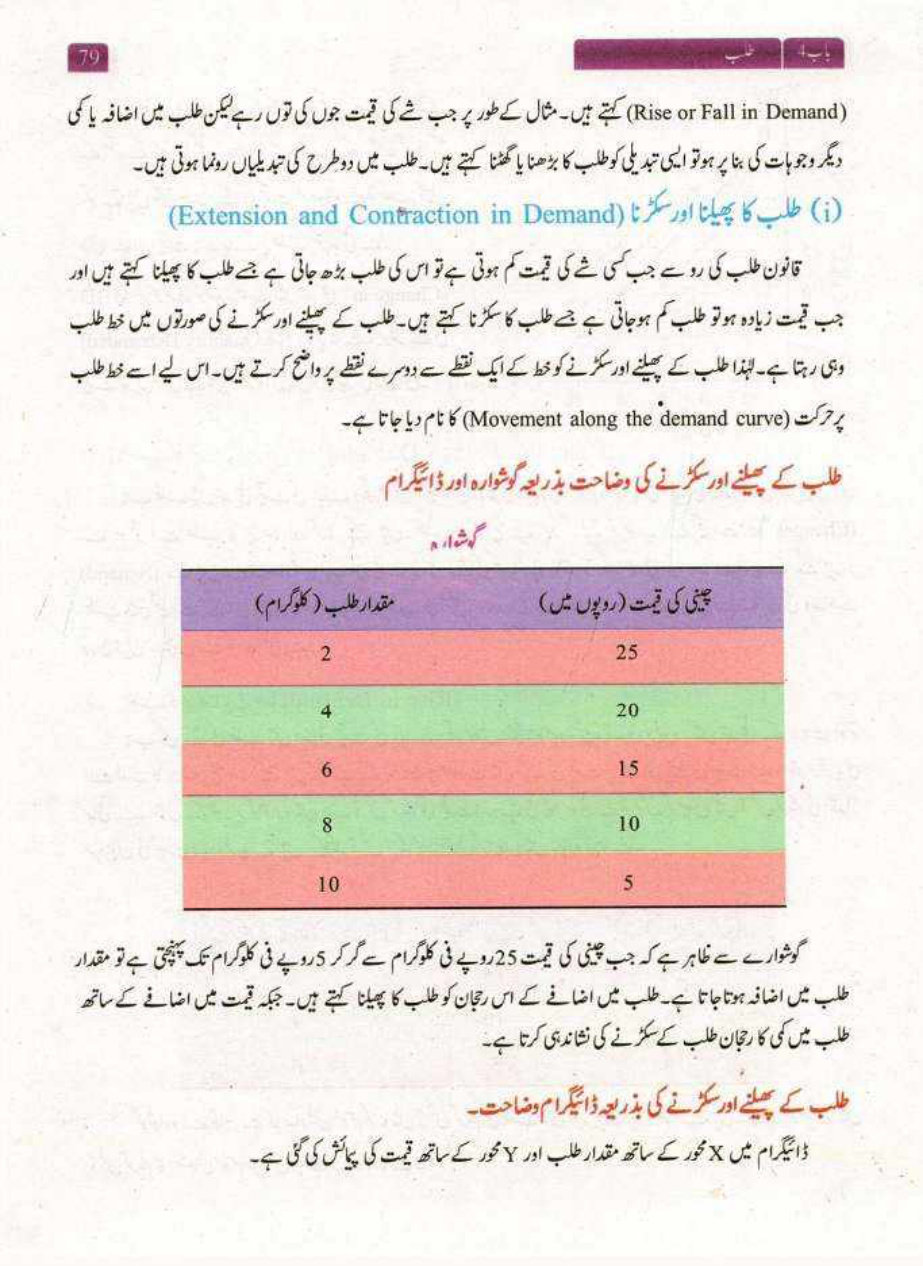 باب 4 طلب
79
(Rise or Fall in Demand) کہتے ہیں۔ مثال کے طور پر جب شے کی قیمت جوں کی توں رہے لیکن طلب میں اضافہ یا کمی
دیگر وجوہات کی بنا پر ہو تو ایسی تبدیلی کو طلب کا بڑھنا یا گھٹنا کہتے ہیں۔ طلب میں دو طرح کی تبدیلیاں رونما ہوتی ہیں۔
(i) طلب کا پھیلنا اور سکڑنا (Extension and Contraction in Demand)
قانون طلب کی رو سے جب کسی شے کی قیمت کم ہوتی ہے تو اس کی طلب بڑھ جاتی ہے جسے طلب کا پھیلنا کہتے ہیں اور
جب قیمت زیادہ ہو تو طلب کم ہو جاتی ہے جسے طلب کا سکڑنا کہتے ہیں۔ طلب کے پھیلنے اور سکڑنے کی صورتوں میں خط طلب
وہی رہتا ہے۔ لہٰذا طلب کے پھیلنے اور سکڑنے کو خط کے ایک نقطے سے دوسرے نقطے پر واضح کرتے ہیں۔ اس لیے اسے خط طلب
پر حرکت (Movement along the demand curve) کا نام دیا جاتا ہے۔
طلب کے پھیلنے اور سکڑنے کی وضاحت بذریعہ گوشوارہ اور ڈائیگرام
گوشوارہ
چینی کی قیمت (روپوں میں) مقدار طلب (کلوگرام)
25 2
20 4
15 6
10 8
5 10
گوشوارے سے ظاہر ہے کہ جب چینی کی قیمت 25 روپے فی کلوگرام سے گر کر 5 روپے فی کلوگرام تک پہنچتی ہے تو مقدار
طلب میں اضافہ ہوتا جاتا ہے۔ طلب میں اضافے کے اس رجحان کو طلب کا پھیلنا کہتے ہیں۔ جبکہ قیمت میں اضافے کے ساتھ
طلب میں کمی کا رجحان طلب کے سکڑنے کی نشاندہی کرتا ہے۔
طلب کے پھیلنے اور سکڑنے کی بذریعہ ڈائیگرام وضاحت۔
ڈائیگرام میں X محور کے ساتھ مقدار طلب اور Y محور کے ساتھ قیمت کی پیمائش کی گئی ہے۔